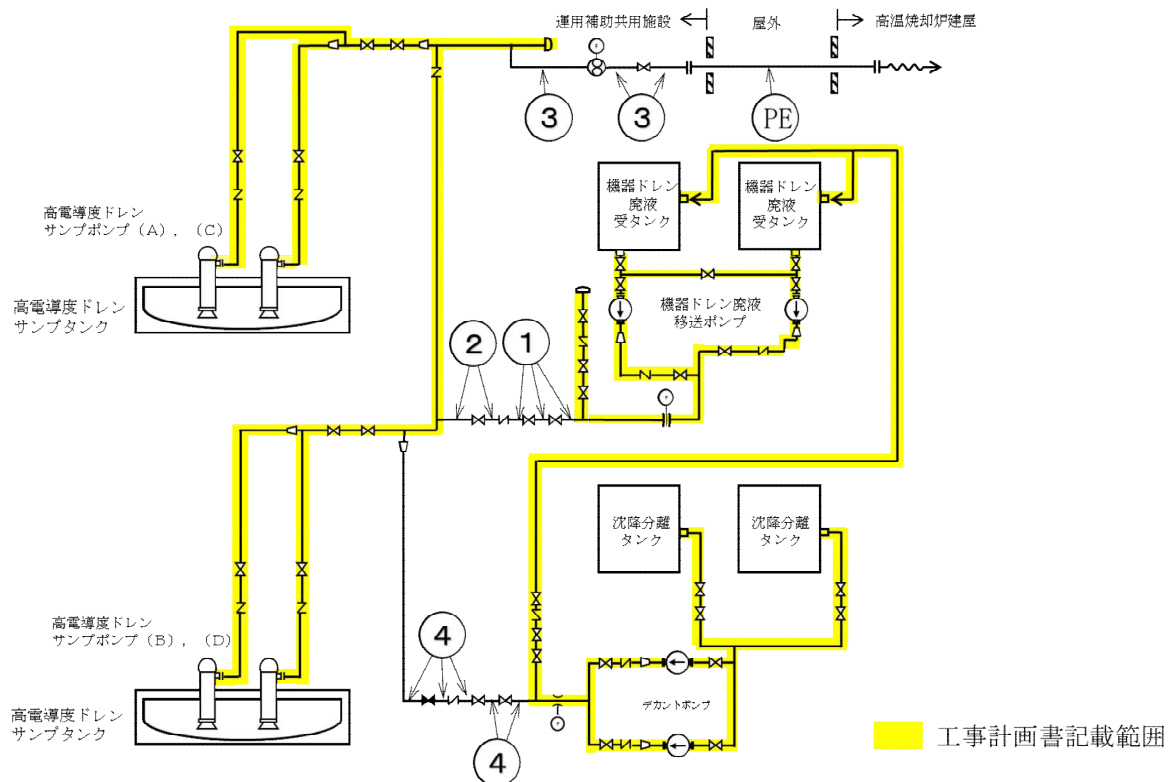 運用補助共用施設
屋外
高温焼却炉建屋
3
3
PE
機器ドレン
廃液
受タンク
機器ドレン
廃液
受タンク
高電導度ドレン
サンプポンプ(A),(C)
高電導度ドレン
サンプタンク
機器ドレン廃液
移送ポンプ
2
1
沈降分離
タンク
沈降分離
タンク
高電導度ドレン
サンプポンプ(B),(D)
4
デカントポンプ
高電導度ドレン
サンプタンク
4
工事計画書記載範囲